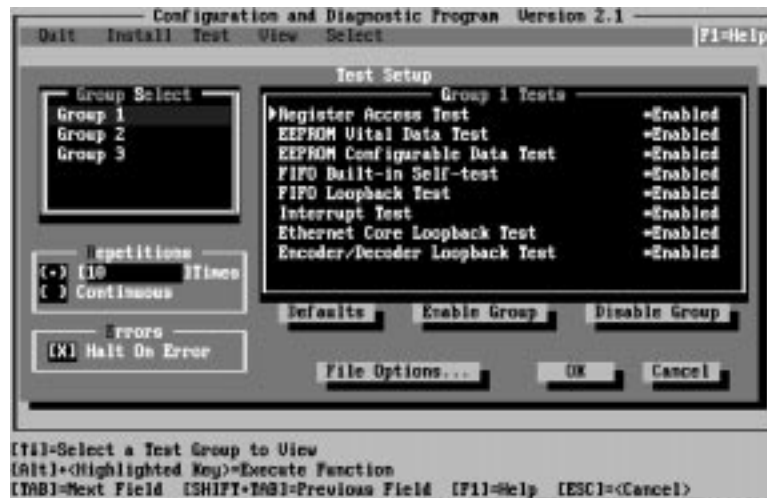 Configuration and Diagnostic Program Version 2.1
Quit Install Test View Select F1=Help
Test Setup
Group Select
Group 1
Group 2
Group 3
Group 1 Tests
Register Access Test *Enabled
EEPROM Vital Data Test *Enabled
EEPROM Configurable Data Test *Enabled
FIFO Built-in Self-test *Enabled
FIFO Loopback Test *Enabled
Interrupt Test *Enabled
Ethernet Core Loopback Test *Enabled
Encoder/Decoder Loopback Test *Enabled
Repetitions
(•) [10 ]Times
( ) Continuous
Errors
[X] Halt On Error
Defaults Enable Group Disable Group
File Options... OK Cancel
[↑↓]=Select a Test Group to View
[Alt]+<Highlighted Key>=Execute Function
[TAB]=Next Field [SHIFT+TAB]=Previous Field [F1]=Help [ESC]=<Cancel>